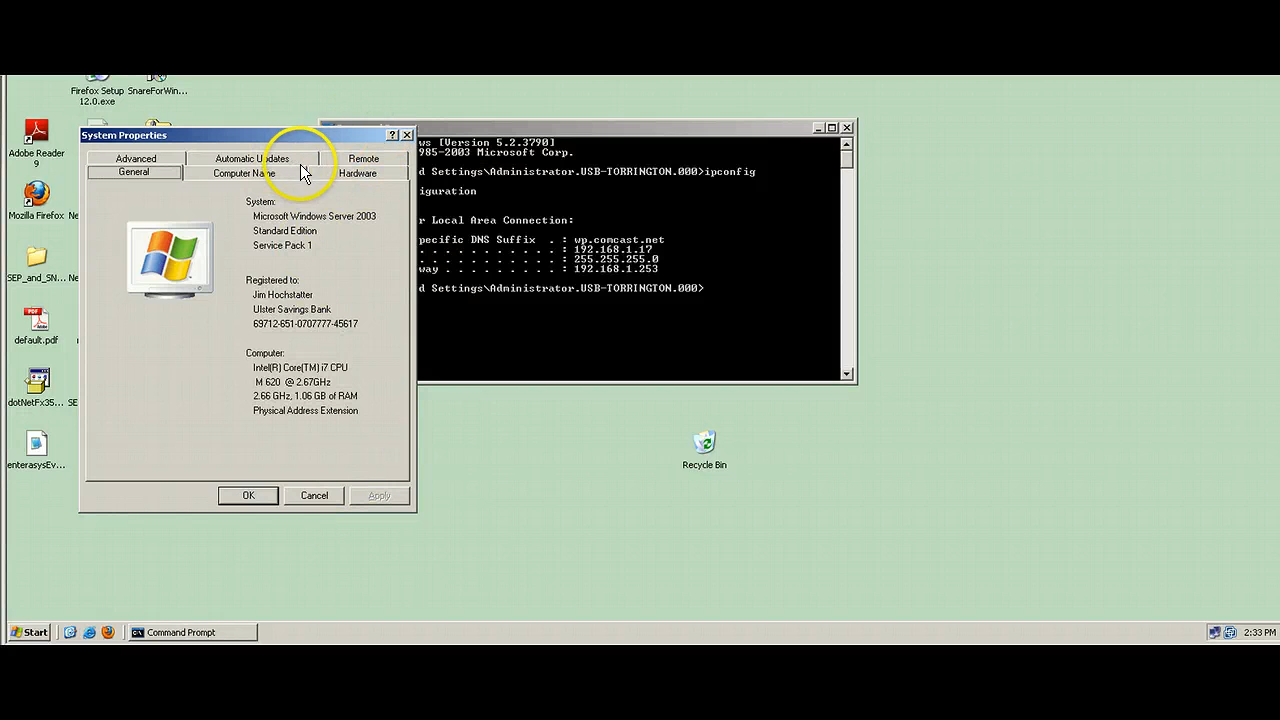 Firefox Setup
12.0.exe
SnareForWin...
Adobe Reader
9
Mozilla Firefox
Ne
SEP_and_SN...
Ne
default.pdf
dotNetFx35...
SE
enterasysEv...
System Properties
Advanced
Automatic Updates
Remote
General
Computer Name
Hardware
System:
Microsoft Windows Server 2003
Standard Edition
Service Pack 1
Registered to:
Jim Hochstatter
Ulster Savings Bank
69712-651-0707777-45617
Computer:
Intel(R) Core(TM) i7 CPU
M 620 @ 2.67GHz
2.66 GHz, 1.06 GB of RAM
Physical Address Extension
OK
Cancel
Apply
ws [Version 5.2.3790]
985-2003 Microsoft Corp.
d Settings\Administrator.USB-TORRINGTON.000>ipconfig
iguration
r Local Area Connection:
pecific DNS Suffix . : wp.comcast.net
. . . . . . . . . . . : 192.168.1.17
. . . . . . . . . . . : 255.255.255.0
way . . . . . . . . . : 192.168.1.253
d Settings\Administrator.USB-TORRINGTON.000>
Recycle Bin
Start
Command Prompt
2:33 PM